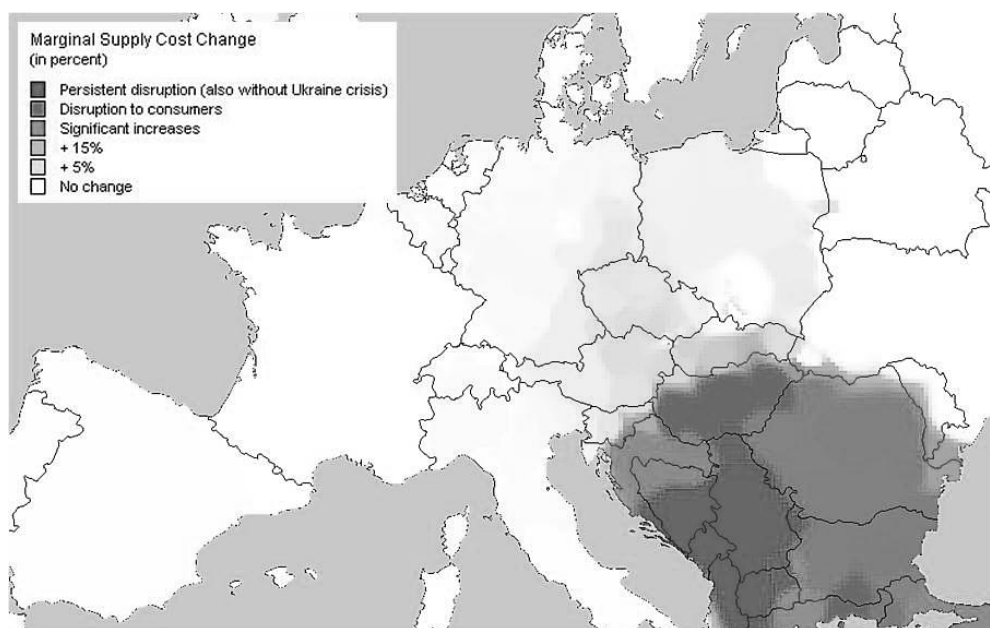 Marginal Supply Cost Change
(in percent)
Persistent disruption (also without Ukraine crisis)
Disruption to consumers
Significant increases
+ 15%
+ 5%
No change